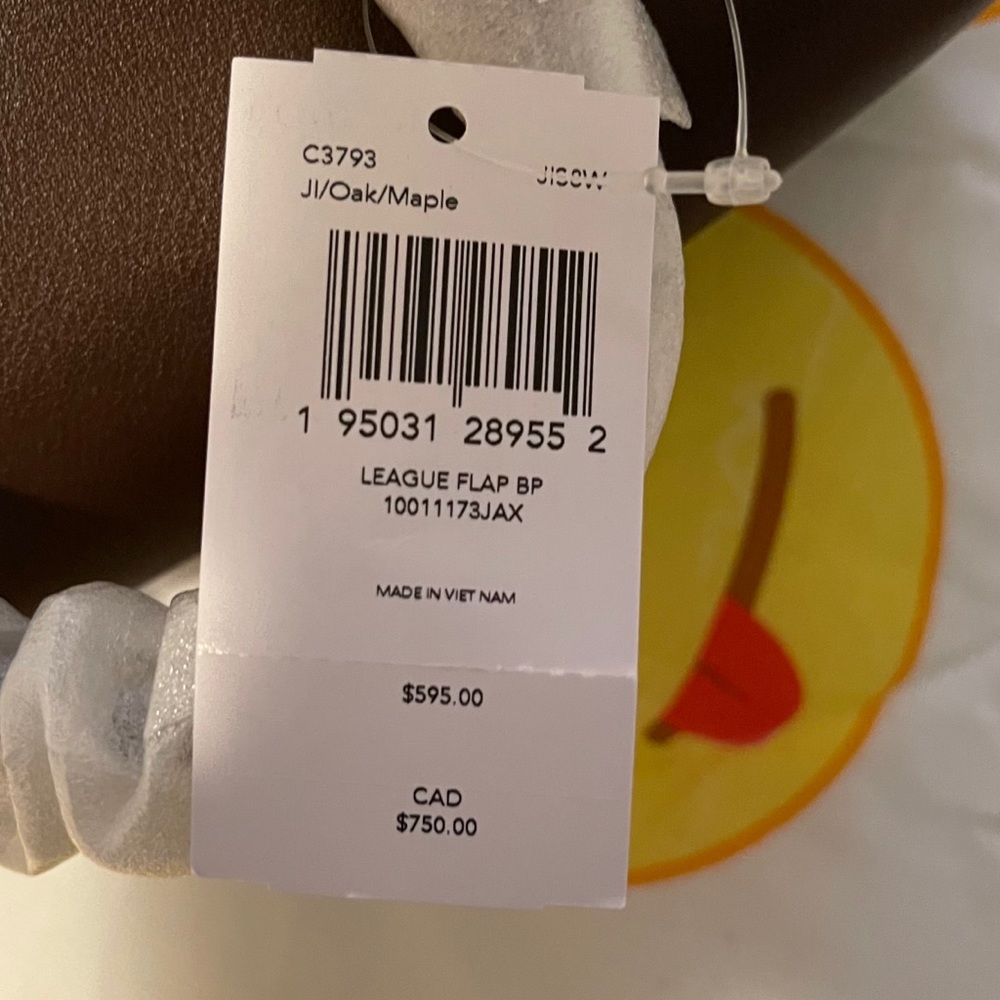 C3793
JI/Oak/Maple
1 95031 28955 2
LEAGUE FLAP BP
10011173JAX
MADE IN VIET NAM
$595.00
CAD
$750.00